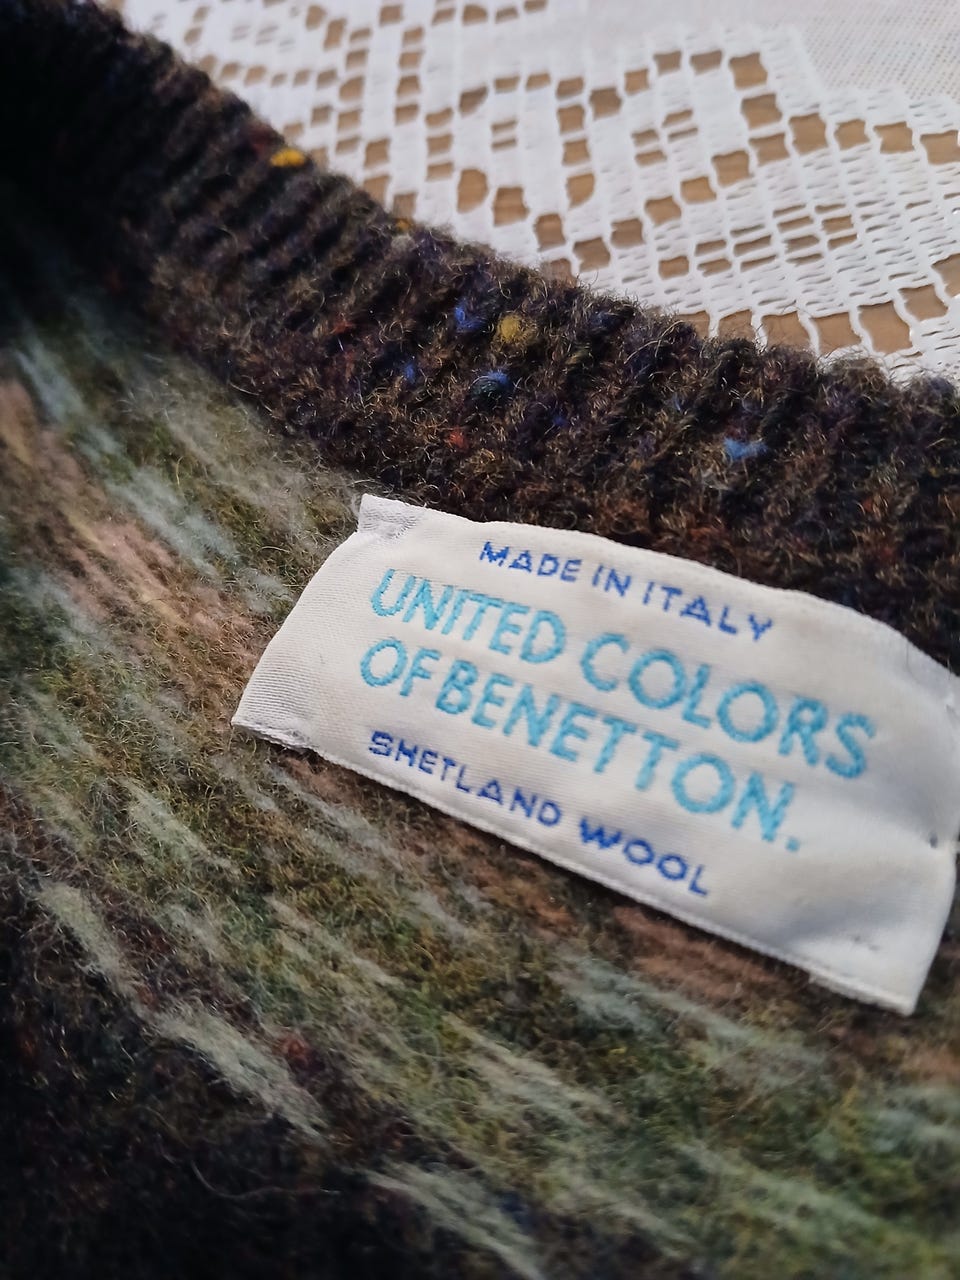 MADE IN ITALY
UNITED COLORS
OF BENETTON.
SHETLAND WOOL